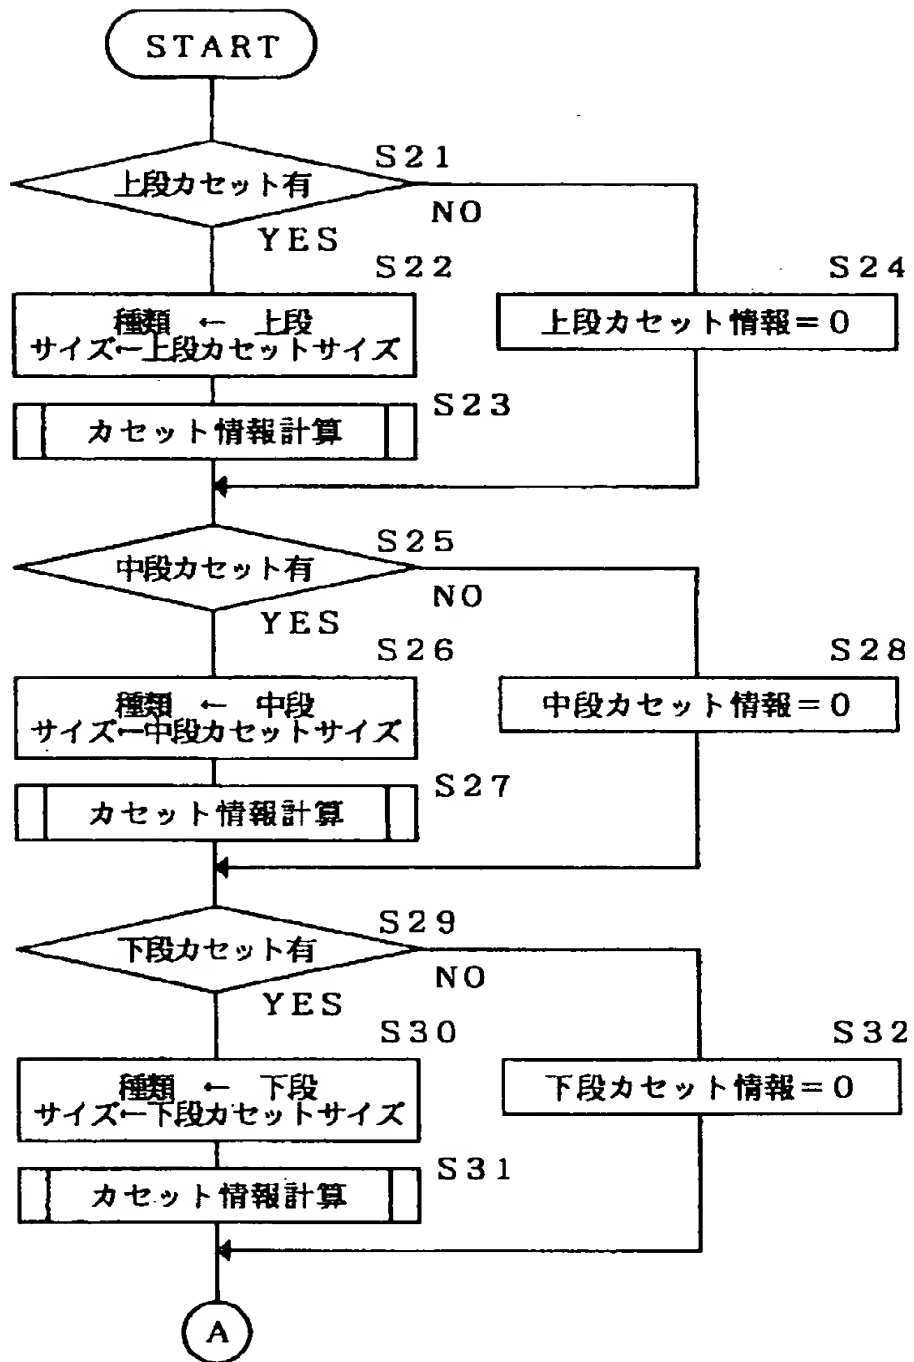 START
S21
上段カセット有
NO
YES
S22
S24
種類 ← 上段
サイズ←上段カセットサイズ
上段カセット情報=0
S23
カセット情報計算
S25
中段カセット有
NO
YES
S26
S28
種類 ← 中段
サイズ←中段カセットサイズ
中段カセット情報=0
S27
カセット情報計算
S29
下段カセット有
NO
YES
S30
S32
種類 ← 下段
サイズ←下段カセットサイズ
下段カセット情報=0
S31
カセット情報計算
A